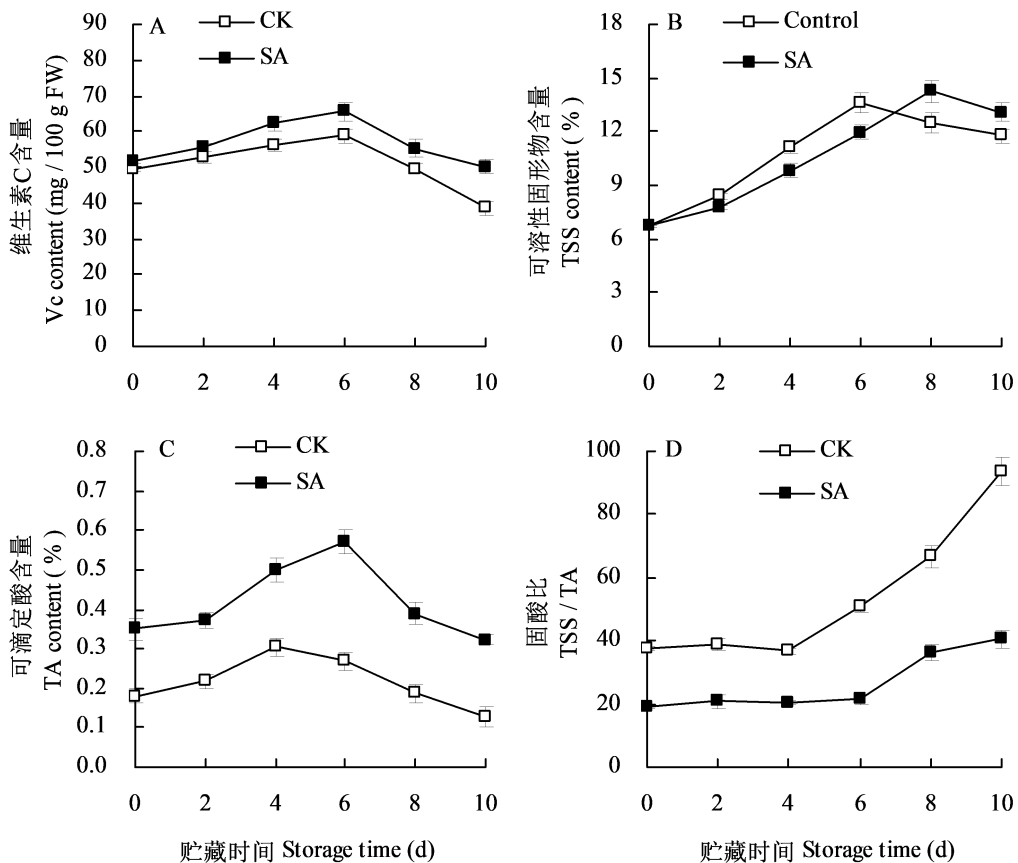 A
CK
SA
90
80
70
60
50
40
30
20
10
0
维生素C含量
Vc content (mg / 100 g FW)
0 2 4 6 8 10
B
Control
SA
18
15
12
9
6
3
0
可溶性固形物含量
TSS content ( % )
0 2 4 6 8 10
C
CK
SA
0.8
0.7
0.6
0.5
0.4
0.3
0.2
0.1
0.0
可滴定酸含量
TA content ( % )
0 2 4 6 8 10
贮藏时间 Storage time (d)
D
CK
SA
100
80
60
40
20
0
固酸比
TSS / TA
0 2 4 6 8 10
贮藏时间 Storage time (d)